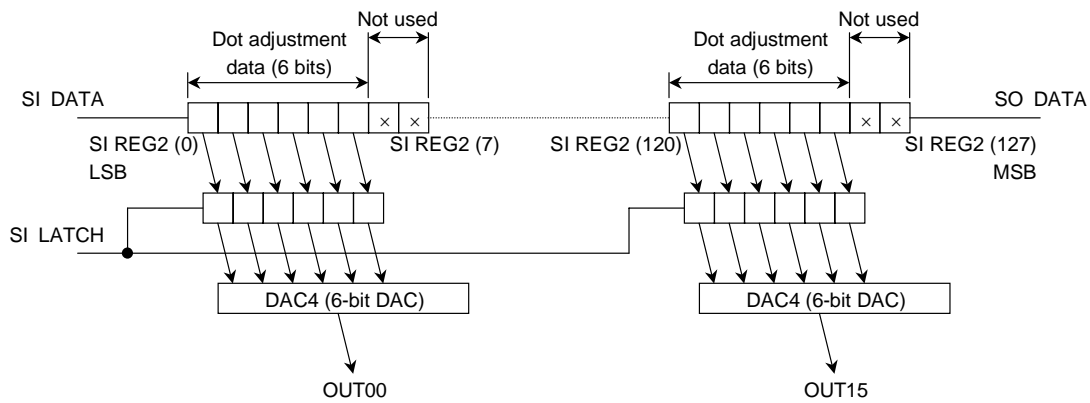 Not used
Not used
Dot adjustment
data (6 bits)
Dot adjustment
data (6 bits)
SI DATA
SO DATA
× ×
× ×
SI REG2 (0)
LSB
SI REG2 (7)
SI REG2 (120)
SI REG2 (127)
MSB
SI LATCH
DAC4 (6-bit DAC)
DAC4 (6-bit DAC)
OUT00
OUT15